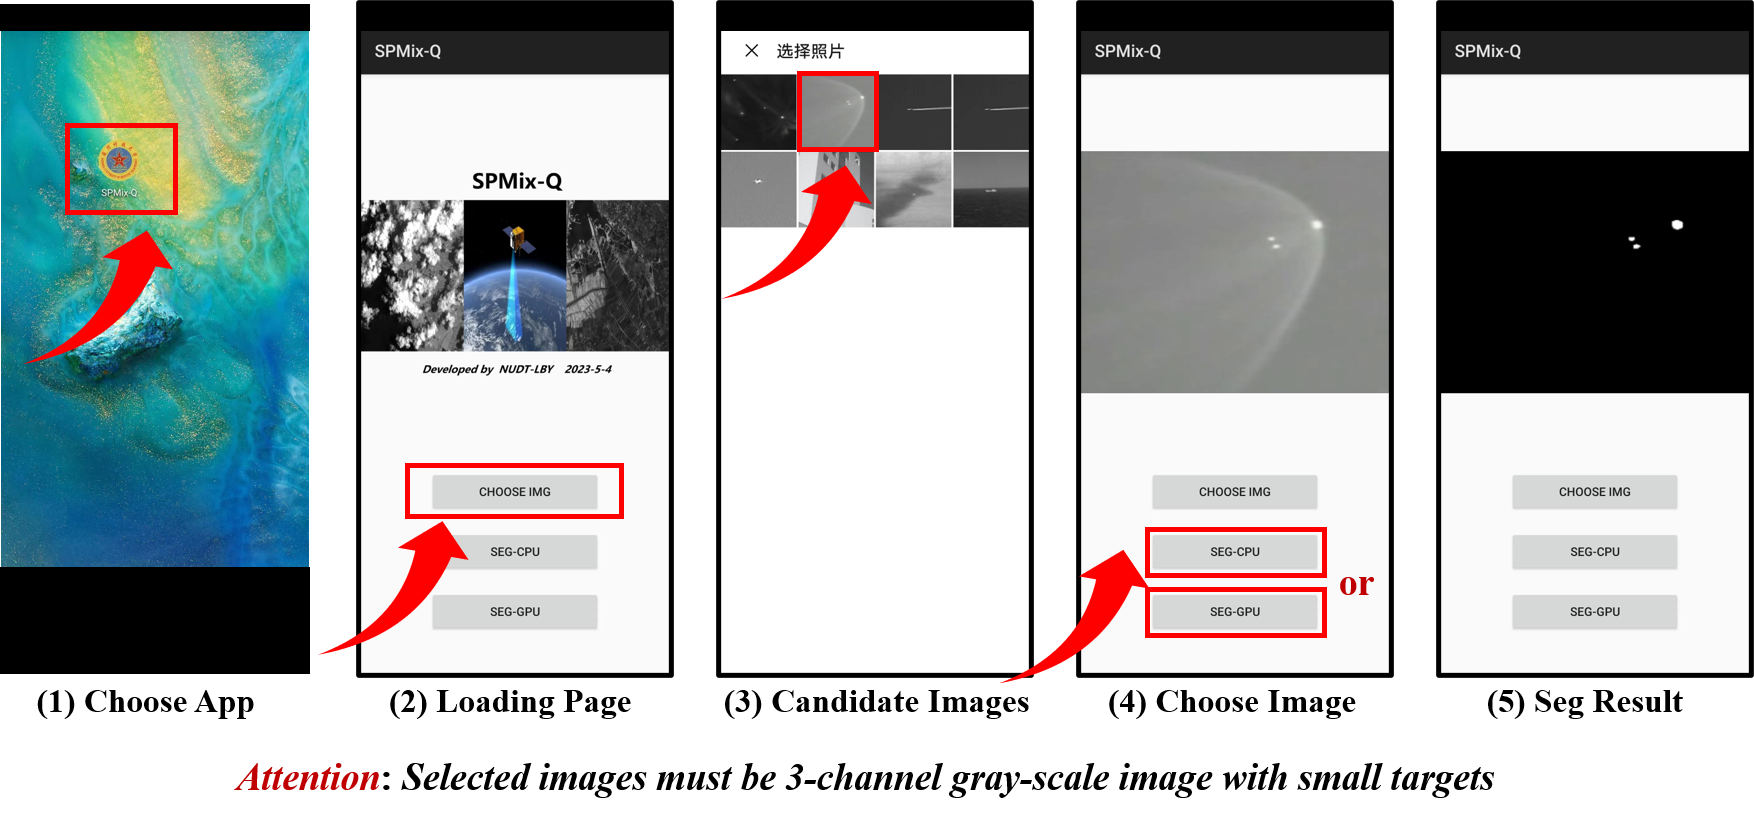 SPMix-Q
(1) Choose App
SPMix-Q
SPMix-Q
Developed by NUDT-LBY 2023-5-4
CHOOSE IMG
SEG-CPU
SEG-GPU
(2) Loading Page
选择照片
(3) Candidate Images
SPMix-Q
CHOOSE IMG
SEG-CPU
SEG-GPU
or
(4) Choose Image
SPMix-Q
CHOOSE IMG
SEG-CPU
SEG-GPU
(5) Seg Result
Attention: Selected images must be 3-channel gray-scale image with small targets